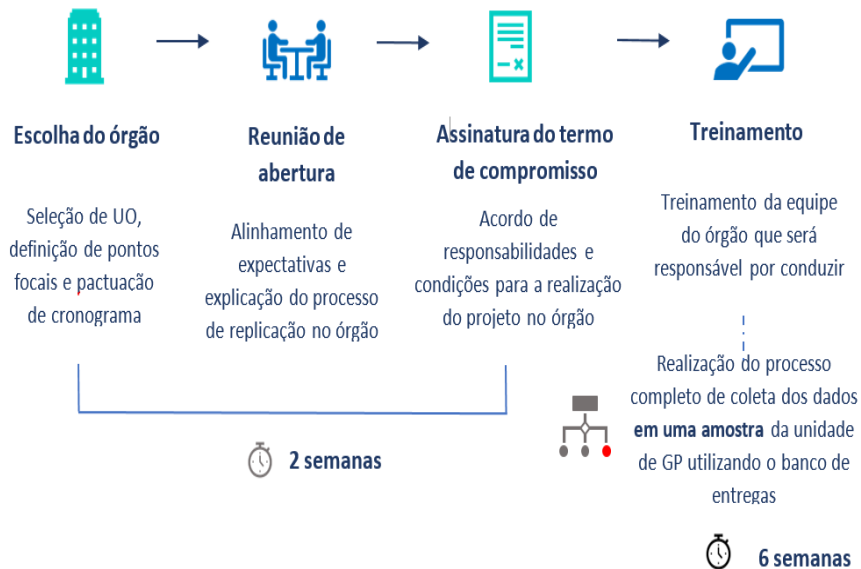 Escolha do órgão
Seleção de UO,
definição de pontos
focais e pactuação
de cronograma
Reunião de
abertura
Alinhamento de
expectativas e
explicação do processo
de replicação no órgão
Assinatura do termo
de compromisso
Acordo de
responsabilidades e
condições para a realização
do projeto no órgão
Treinamento
Treinamento da equipe
do órgão que será
responsável por conduzir
Realização do processo
completo de coleta dos dados
em uma amostra da unidade
de GP utilizando o banco de
entregas
2 semanas
6 semanas